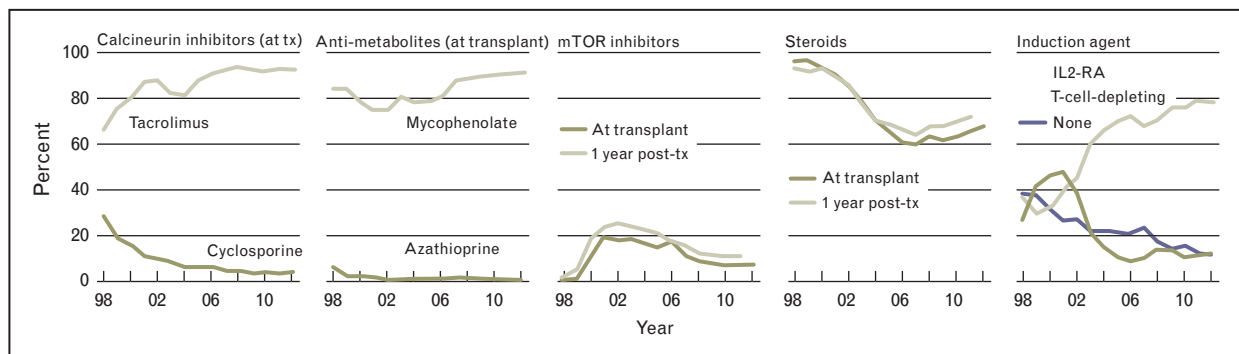 Calcineurin inhibitors (at tx)
Anti-metabolites (at transplant)
mTOR inhibitors
Steroids
Induction agent
Percent
100
80
60
40
20
0
Tacrolimus
Cyclosporine
98 02 06 10
Mycophenolate
Azathioprine
98 02 06 10
At transplant
1 year post-tx
98 02 06 10
At transplant
1 year post-tx
98 02 06 10
IL2-RA
T-cell-depleting
None
98 02 06 10
Year